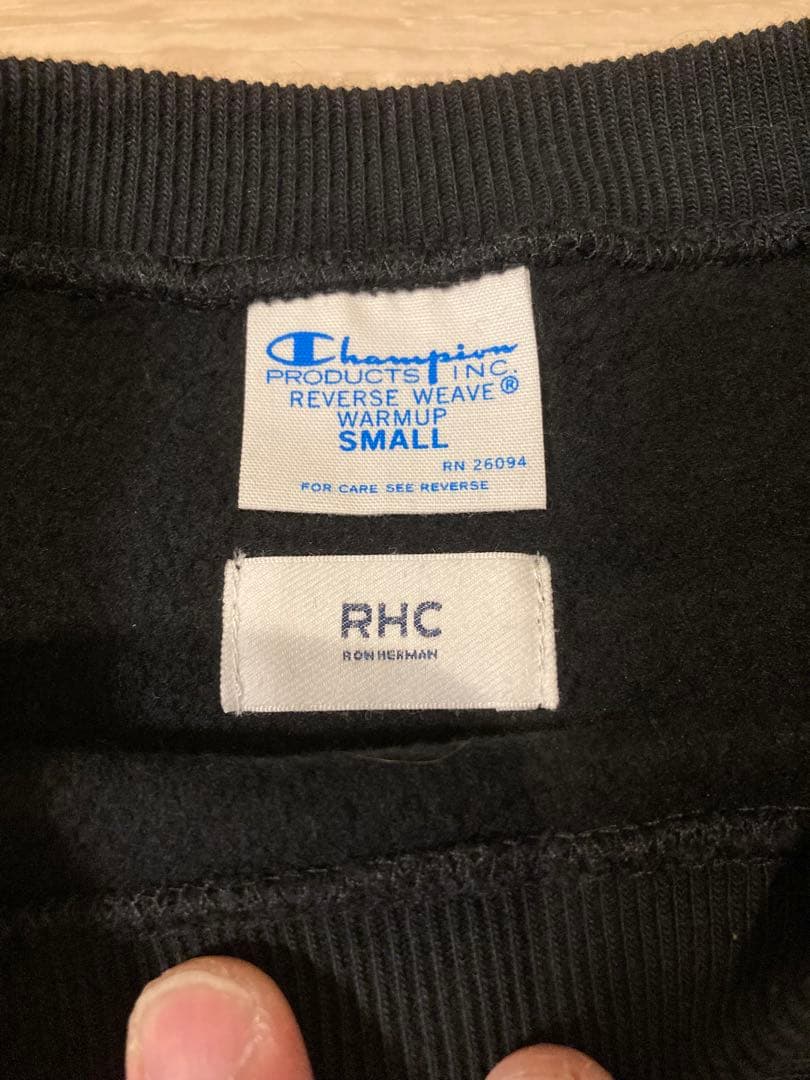 Champion
PRODUCTS INC.
REVERSE WEAVE®
WARMUP
SMALL
RN 26094
FOR CARE SEE REVERSE
RHC
RON HERMAN